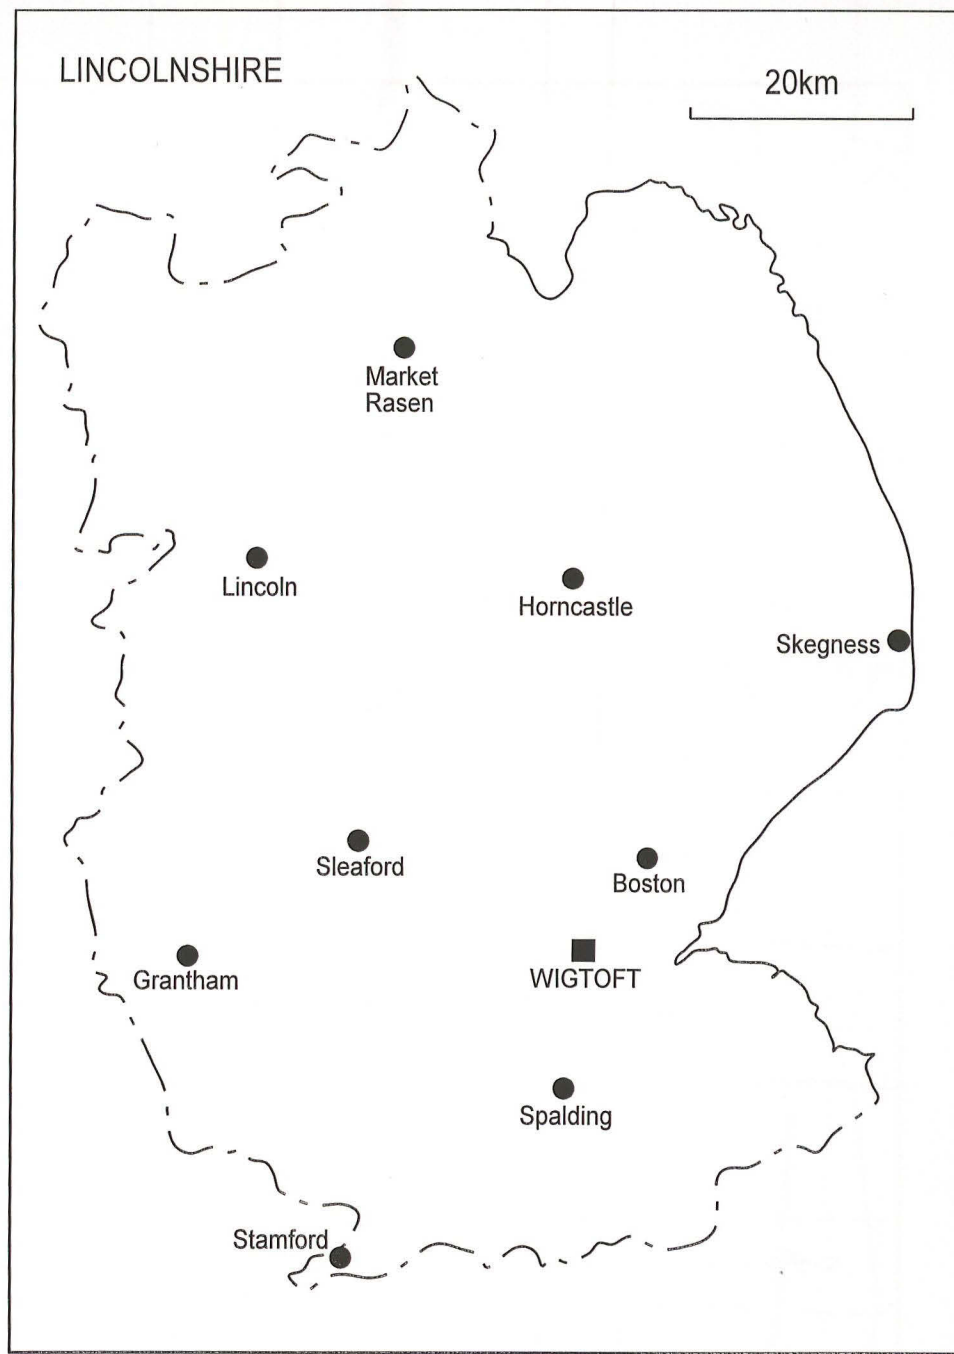 LINCOLNSHIRE
20km
Market
Rasen
Lincoln
Horncastle
Skegness
Sleaford
Boston
Grantham
WIGTOFT
Spalding
Stamford